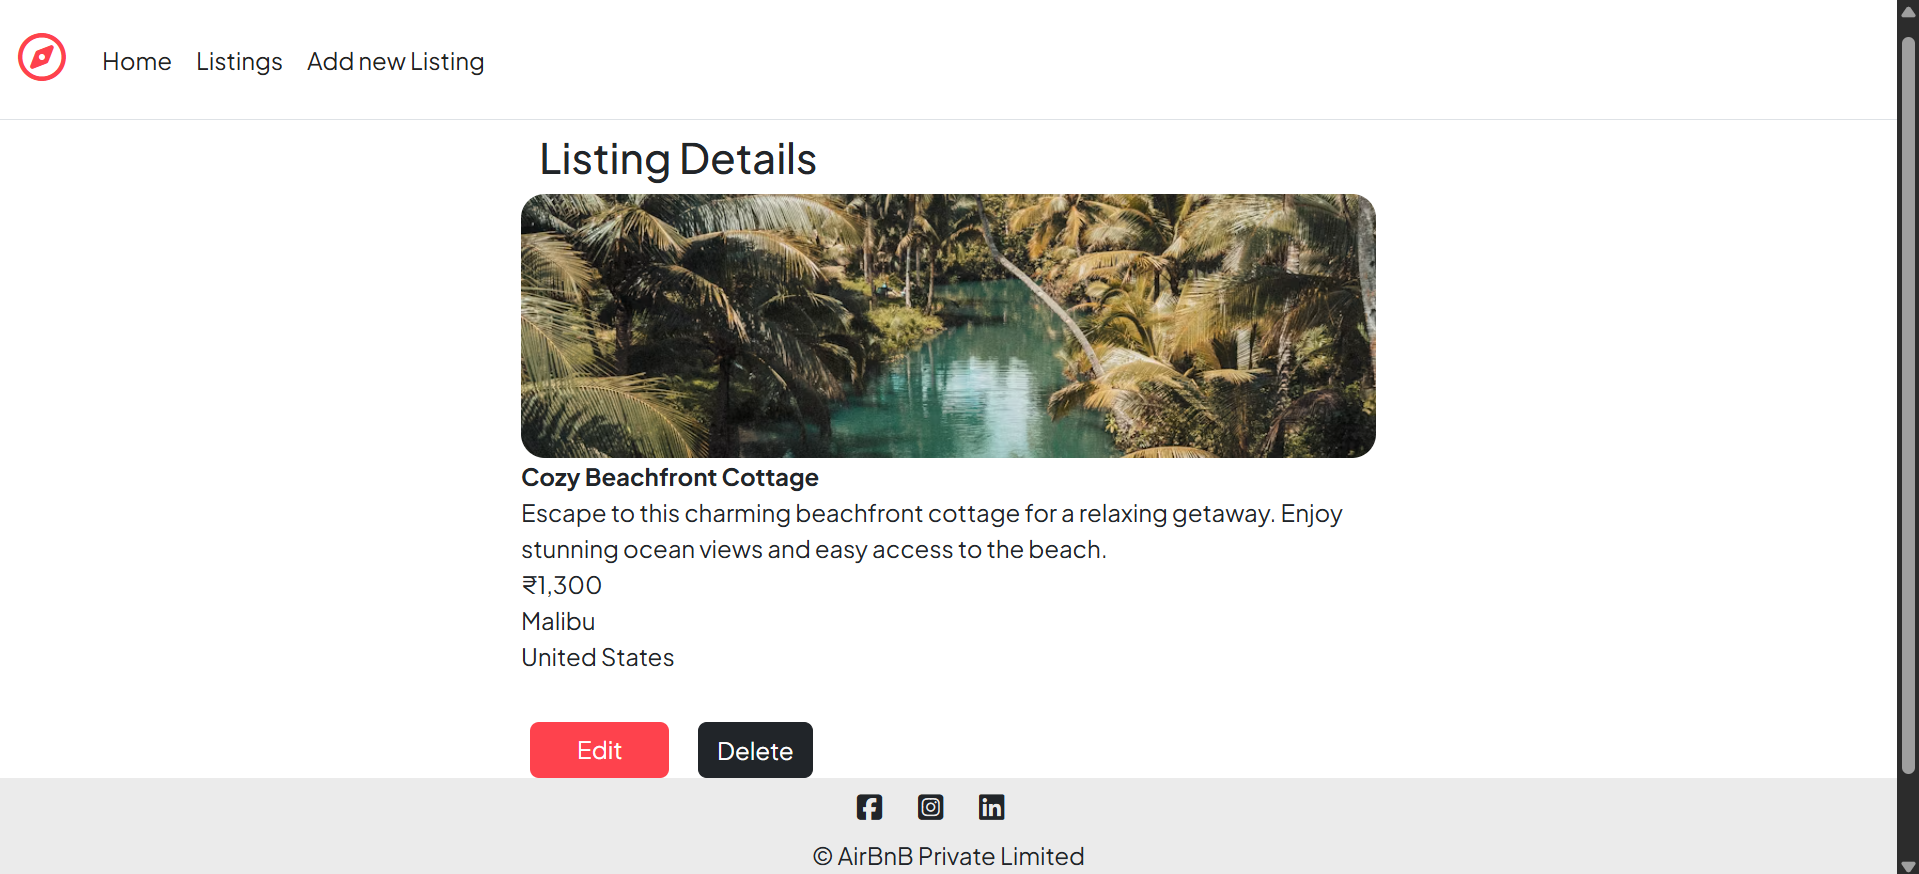 Home Listings Add new Listing
Listing Details
Cozy Beachfront Cottage
Escape to this charming beachfront cottage for a relaxing getaway. Enjoy
stunning ocean views and easy access to the beach.
₹1,300
Malibu
United States
Edit Delete
© AirBnB Private Limited